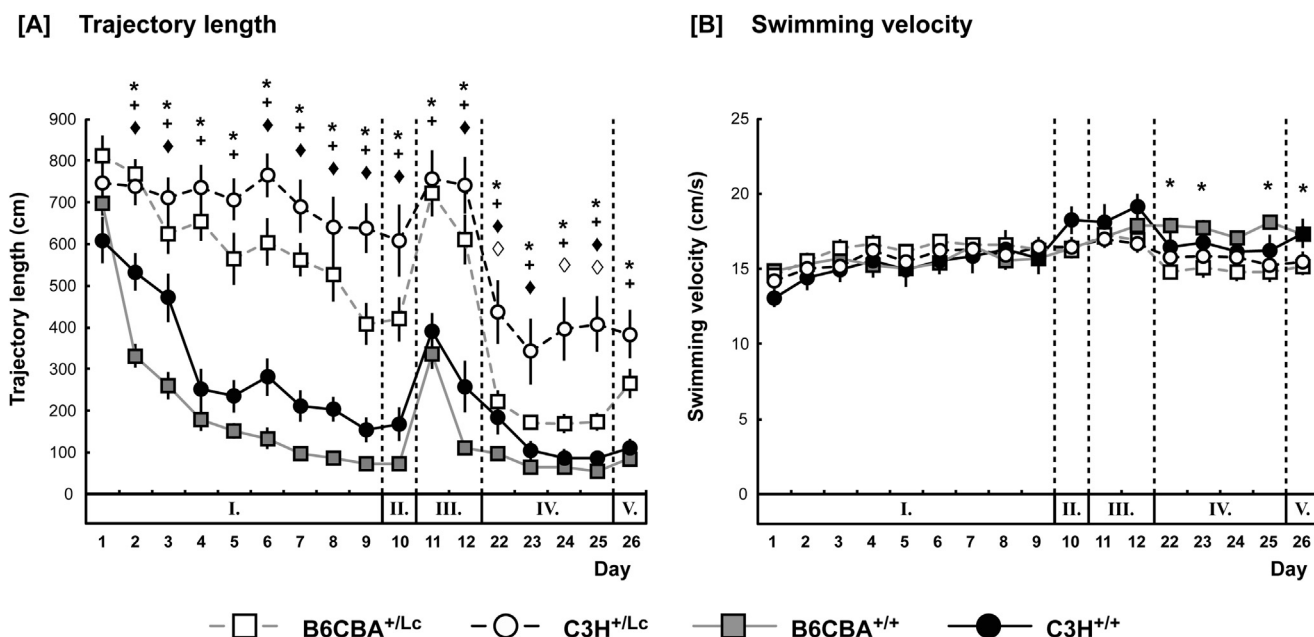 [A] Trajectory length
[B] Swimming velocity
Trajectory length (cm)
900
800
700
600
500
400
300
200
100
0
I. II. III. IV. V.
1 2 3 4 5 6 7 8 9 10 11 12 22 23 24 25 26
Day
Swimming velocity (cm/s)
25
20
15
10
5
0
I. II. III. IV. V.
1 2 3 4 5 6 7 8 9 10 11 12 22 23 24 25 26
Day
B6CBA+/Lc C3H+/Lc B6CBA+/+ C3H+/+